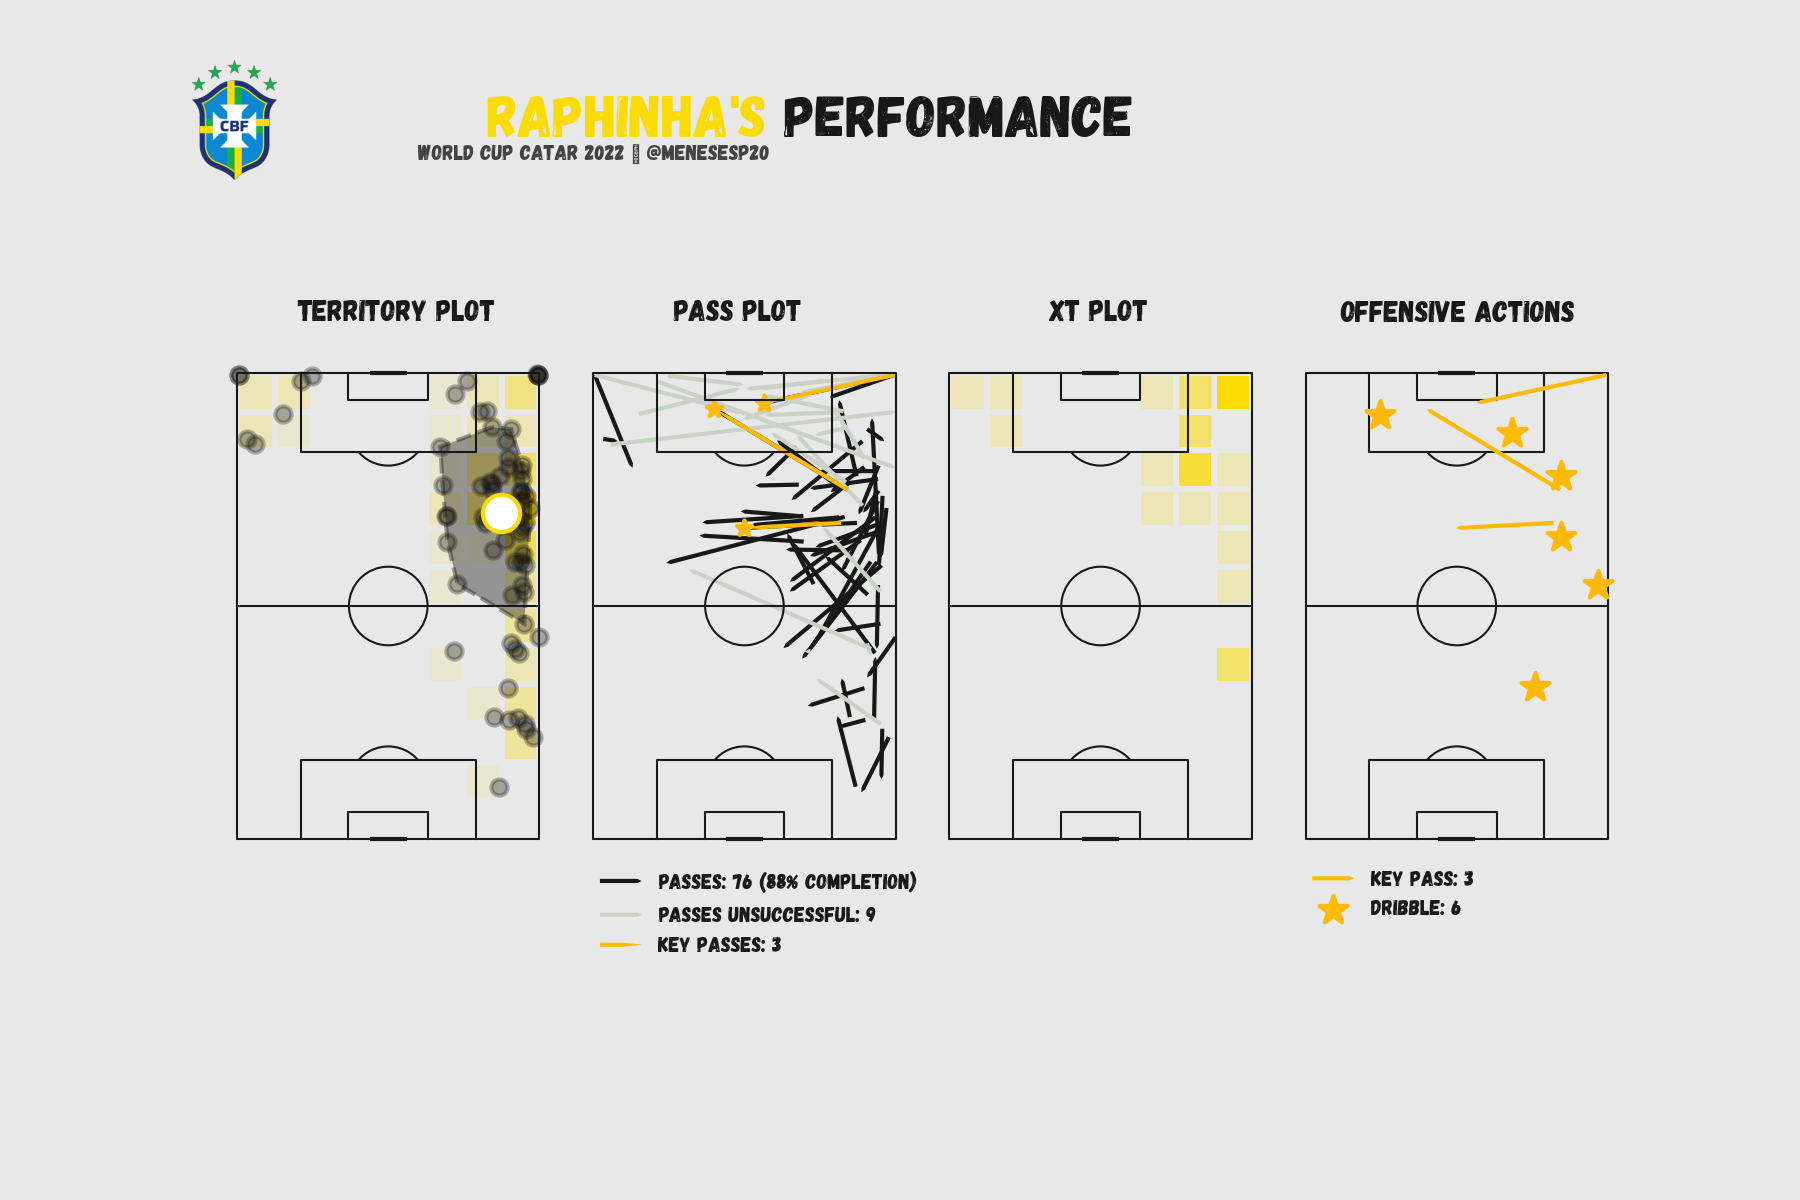 CBF
RAPHINHA'S PERFORMANCE
WORLD CUP CATAR 2022 @MENESESP20
TERRITORY PLOT
PASS PLOT
XT PLOT
OFFENSIVE ACTIONS
PASSES: 76 (88% COMPLETION)
PASSES UNSUCCESSFUL: 9
KEY PASSES: 3
KEY PASS: 3
DRIBBLE: 6